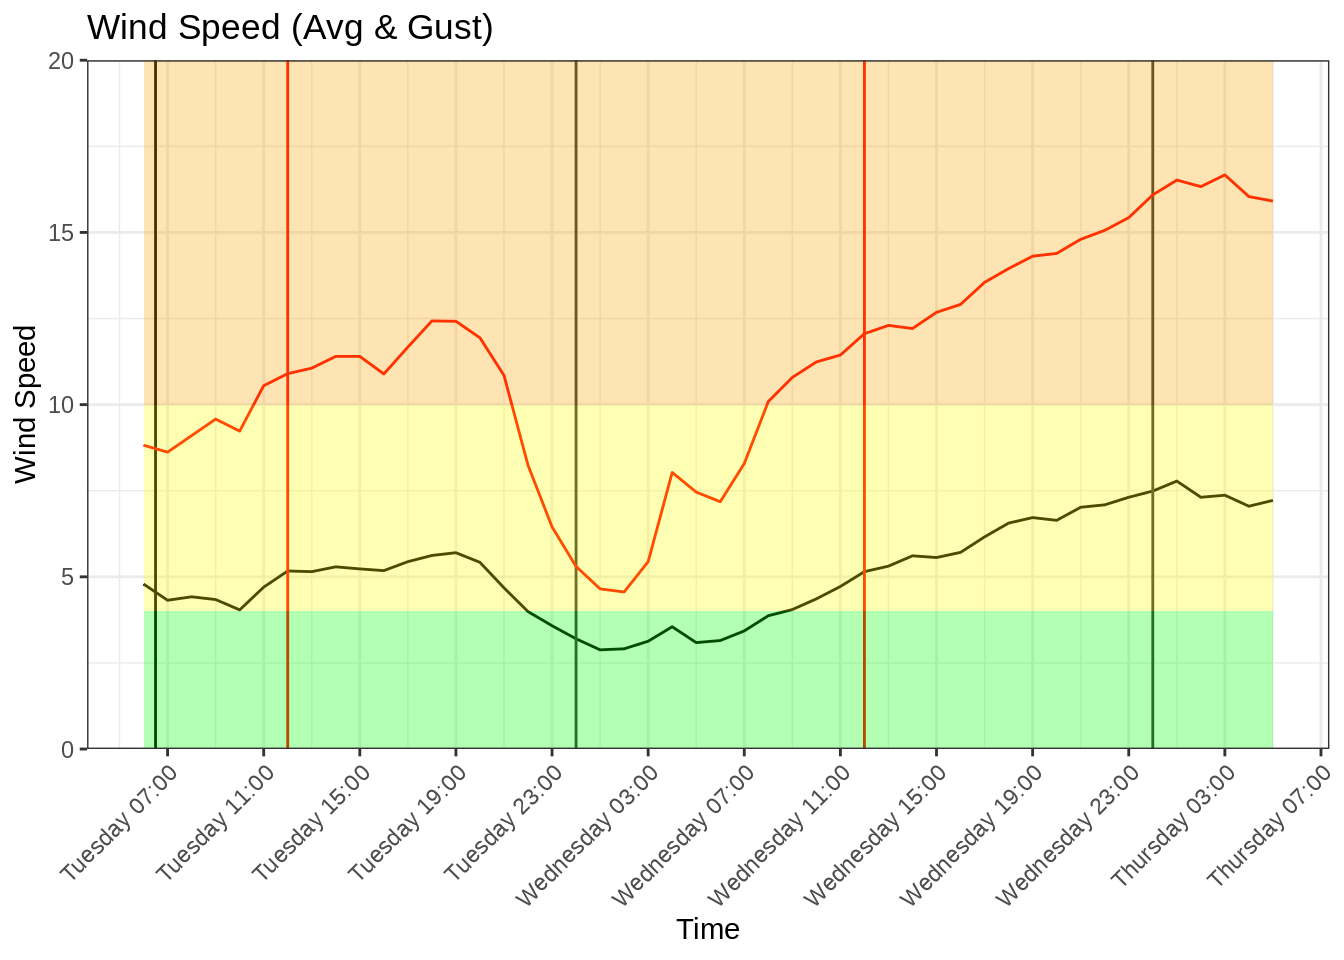 Wind Speed (Avg & Gust)
20
15
10
5
0
Wind Speed
Tuesday 07:00
Tuesday 11:00
Tuesday 15:00
Tuesday 19:00
Tuesday 23:00
Wednesday 03:00
Wednesday 07:00
Wednesday 11:00
Wednesday 15:00
Wednesday 19:00
Wednesday 23:00
Thursday 03:00
Thursday 07:00
Time